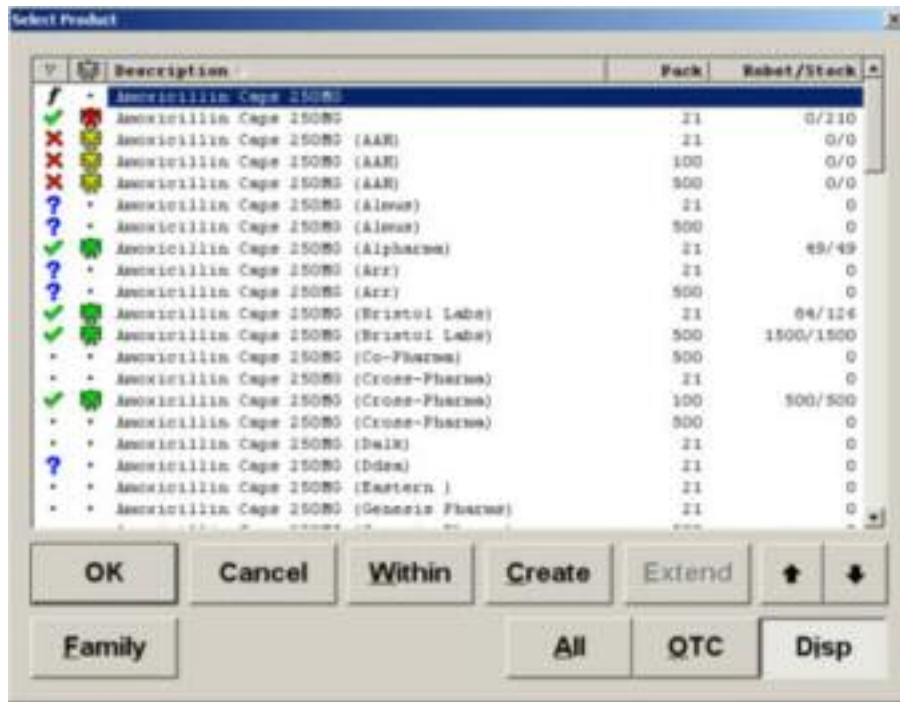 Select Product
Description Pack Robot/Stock
Amoxicillin Caps 250MG
Amoxicillin Caps 250MG 21 0/210
Amoxicillin Caps 250MG (AAH) 21 0/0
Amoxicillin Caps 250MG (AAH) 100 0/0
Amoxicillin Caps 250MG (AAH) 500 0/0
? Amoxicillin Caps 250MG (Almus) 21 0
? Amoxicillin Caps 250MG (Almus) 500 0
Amoxicillin Caps 250MG (Alpharma) 21 49/49
? Amoxicillin Caps 250MG (Arr) 21 0
? Amoxicillin Caps 250MG (Arr) 500 0
Amoxicillin Caps 250MG (Bristol Labs) 21 84/126
Amoxicillin Caps 250MG (Bristol Labs) 500 1500/1500
Amoxicillin Caps 250MG (Co-Pharma) 500 0
Amoxicillin Caps 250MG (Cross-Pharma) 21 0
Amoxicillin Caps 250MG (Cross-Pharma) 100 500/500
Amoxicillin Caps 250MG (Cross-Pharma) 500 0
Amoxicillin Caps 250MG 21 0
? Amoxicillin Caps 250MG 21 0
Amoxicillin Caps 250MG (Eastern ) 21 0
Amoxicillin Caps 250MG (Genesis Pharma) 21 0
OK Cancel Within Create Extend
Family All OTC Disp